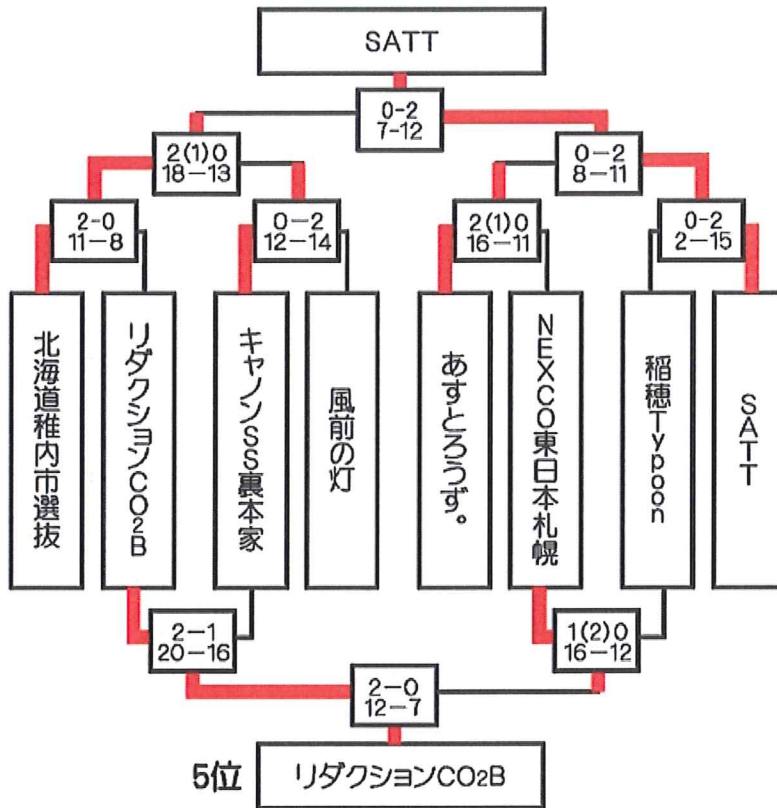 SATT
0-2
7-12
2(1)0
18-13
0-2
8-11
2-0
11-8
0-2
12-14
2(1)0
16-11
0-2
2-15
北海道稚内市選抜
リダクションCO2B
キャノンSS裏本家
風前の灯
あすとろうず。
NEXCO東日本札幌
稲穂Typoon
SATT
2-1
20-16
1(2)0
16-12
2-0
12-7
5位 リダクションCO2B